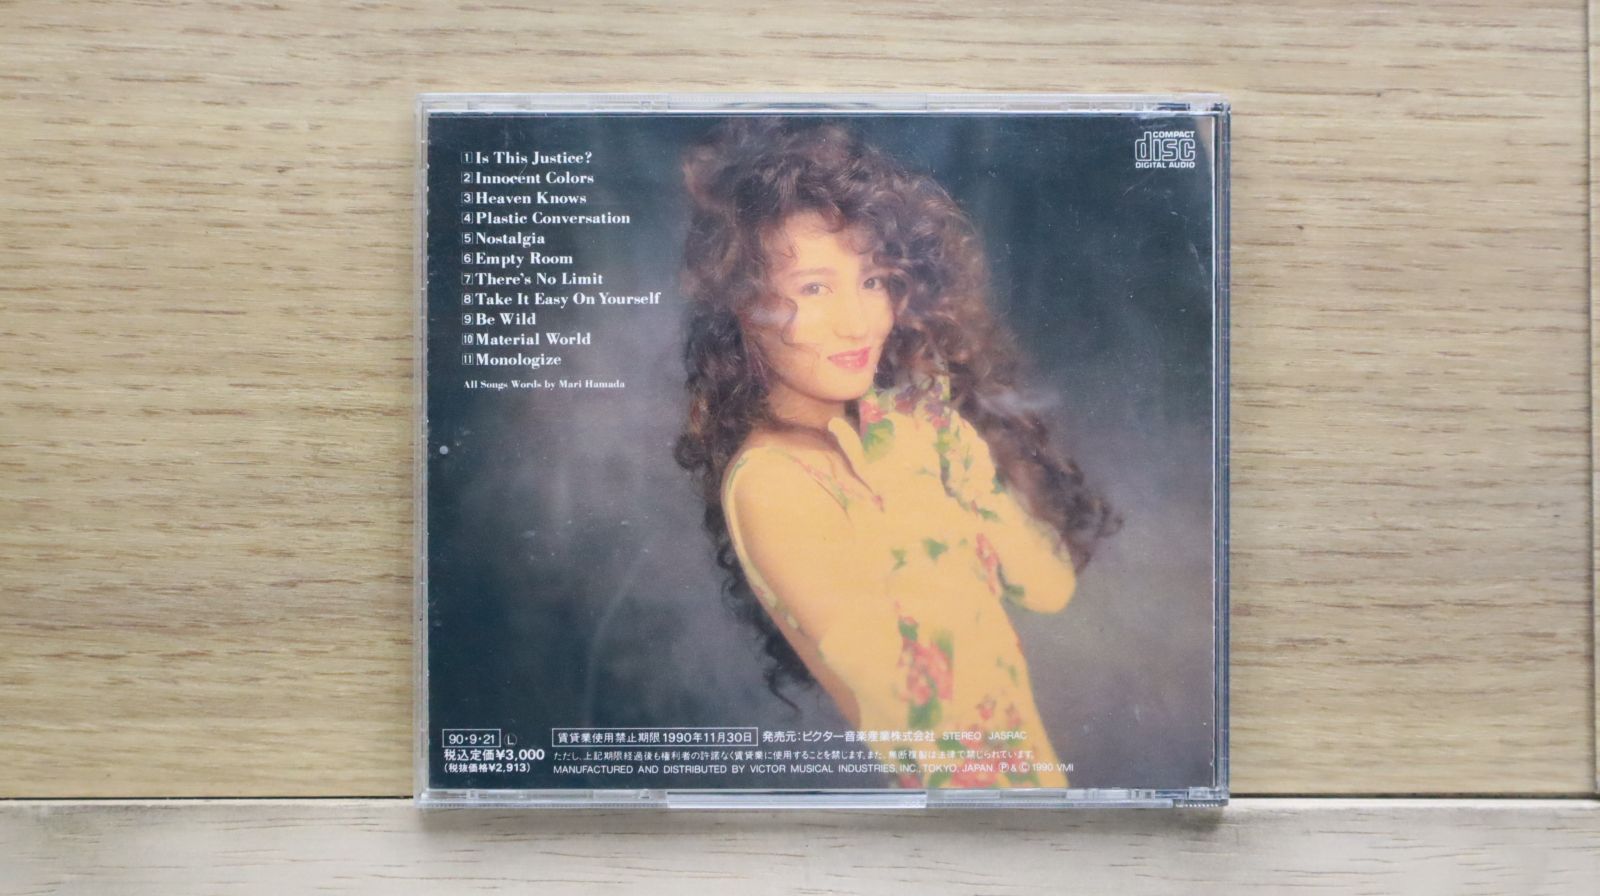 COMPACT
disc
DIGITAL AUDIO
1 Is This Justice?
2 Innocent Colors
3 Heaven Knows
4 Plastic Conversation
5 Nostalgia
6 Empty Room
7 There's No Limit
8 Take It Easy On Yourself
9 Be Wild
10 Material World
11 Monologize
All Songs Words by Mari Hamada
90・9・21 Ⓛ 賃貸業使用禁止期限1990年11月30日 発売元:ビクター音楽産業株式会社 STEREO JASRAC
税込定価¥3,000 ただし、上記期限経過後も権利者の許諾なく賃貸業に使用することを禁じます。また、無断複製は法律で禁じられています。
(税抜価格¥2,913) MANUFACTURED AND DISTRIBUTED BY VICTOR MUSICAL INDUSTRIES, INC., TOKYO, JAPAN. Ⓟ & © 1990 VMI